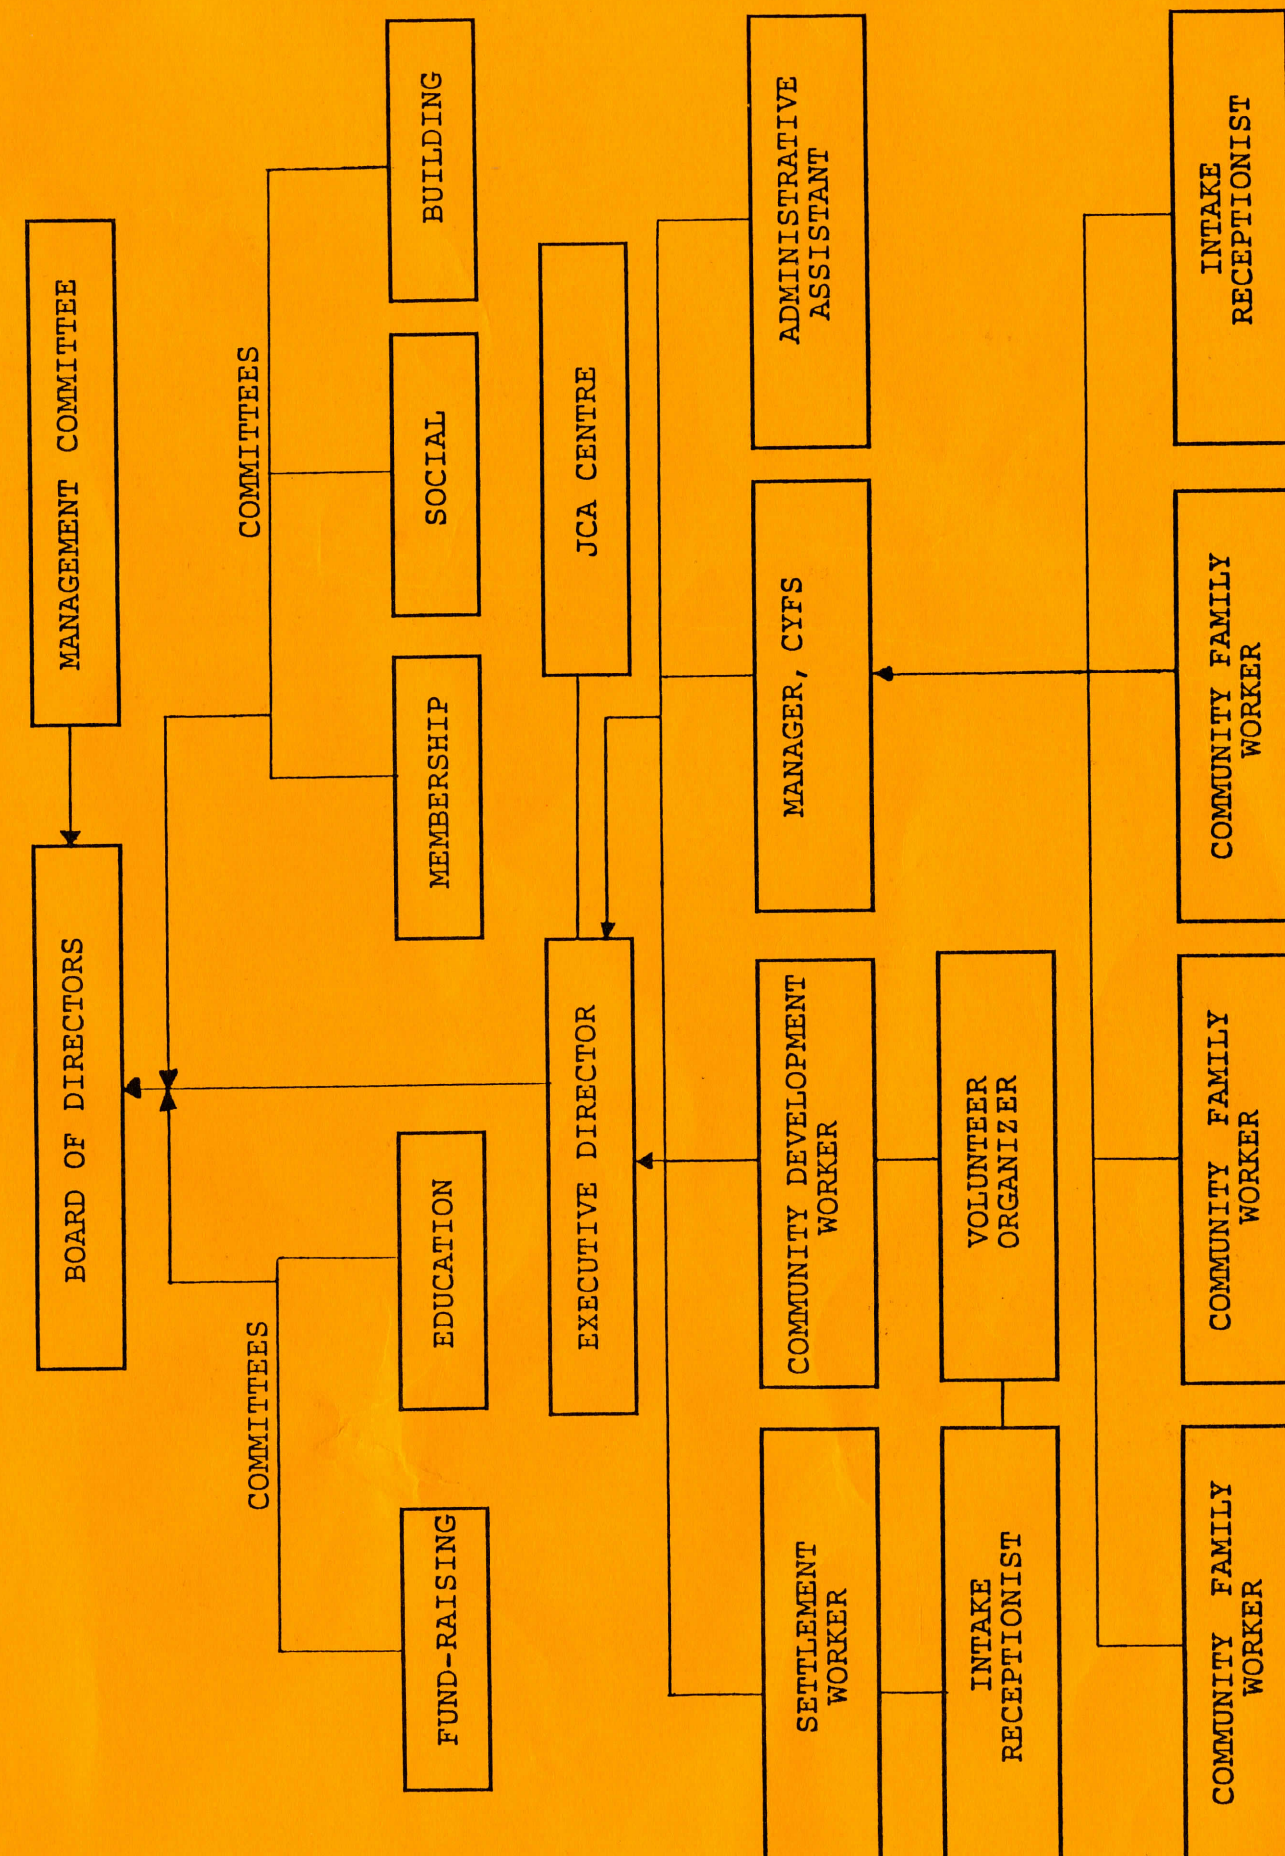 BOARD OF DIRECTORS
MANAGEMENT COMMITTEE
COMMITTEES
COMMITTEES
FUND-RAISING
EDUCATION
MEMBERSHIP
SOCIAL
BUILDING
EXECUTIVE DIRECTOR
JCA CENTRE
SETTLEMENT
WORKER
COMMUNITY DEVELOPMENT
WORKER
MANAGER, CYFS
ADMINISTRATIVE
ASSISTANT
INTAKE
RECEPTIONIST
VOLUNTEER
ORGANIZER
COMMUNITY FAMILY
WORKER
COMMUNITY FAMILY
WORKER
COMMUNITY FAMILY
WORKER
INTAKE
RECEPTIONIST